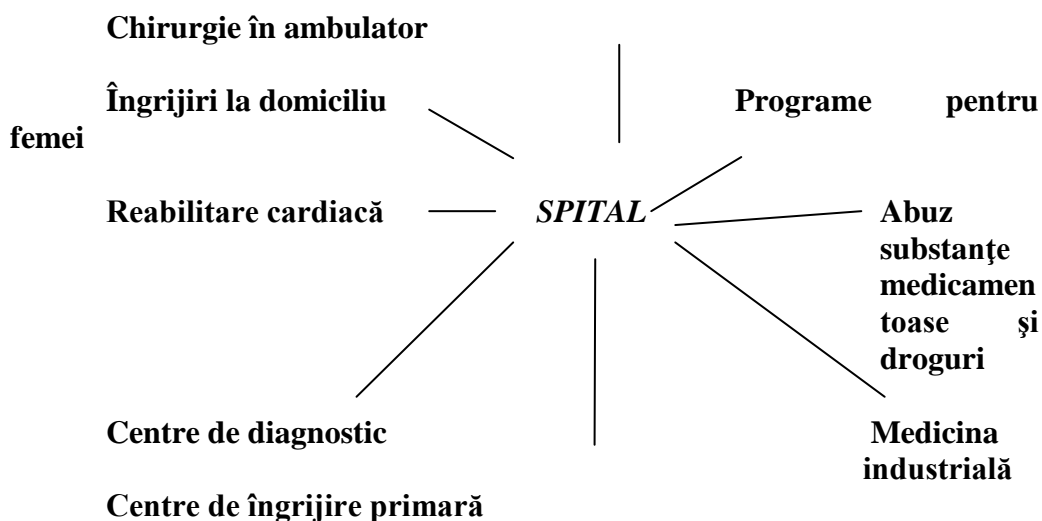 Chirurgie în ambulator
Îngrijiri la domiciliu Programe pentru
femei
Reabilitare cardiacă SPITAL Abuz
substanţe
medicamen
toase şi
droguri
Centre de diagnostic Medicina
industrială
Centre de îngrijire primară